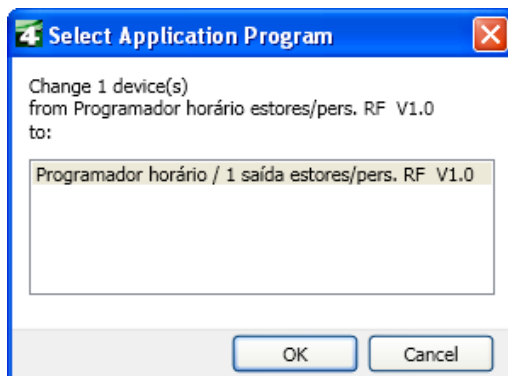 4 Select Application Program
Change 1 device(s)
from Programador horário estores/pers. RF  V1.0
to:
Programador horário / 1 saída estores/pers. RF  V1.0
OK
Cancel